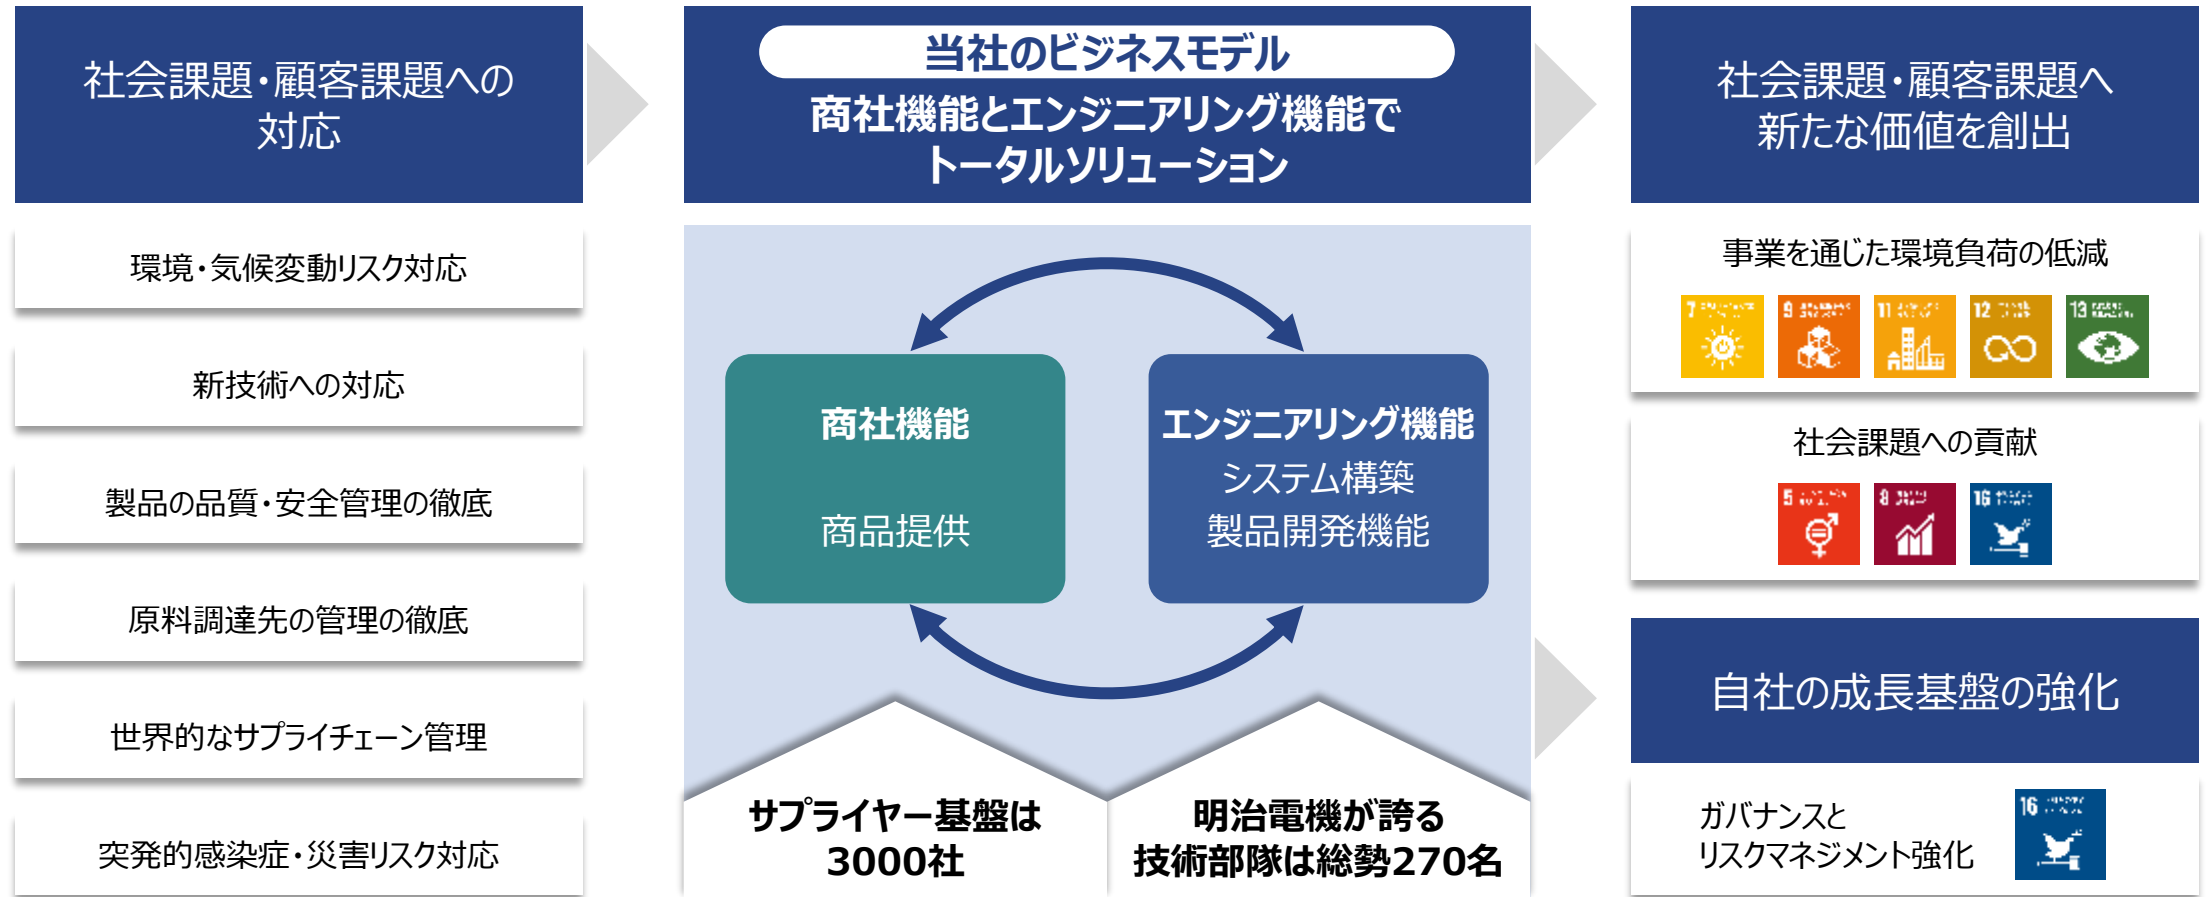 社会課題・顧客課題への
対応
環境・気候変動リスク対応
新技術への対応
製品の品質・安全管理の徹底
原料調達先の管理の徹底
世界的なサプライチェーン管理
突発的感染症・災害リスク対応
当社のビジネスモデル
商社機能とエンジニアリング機能で
トータルソリューション
商社機能
商品提供
エンジニアリング機能
システム構築
製品開発機能
サプライヤー基盤は
3000社
明治電機が誇る
技術部隊は総勢270名
社会課題・顧客課題へ
新たな価値を創出
事業を通じた環境負荷の低減
7
9
11
12
13
社会課題への貢献
5
8
16
自社の成長基盤の強化
ガバナンスと
リスクマネジメント強化
16